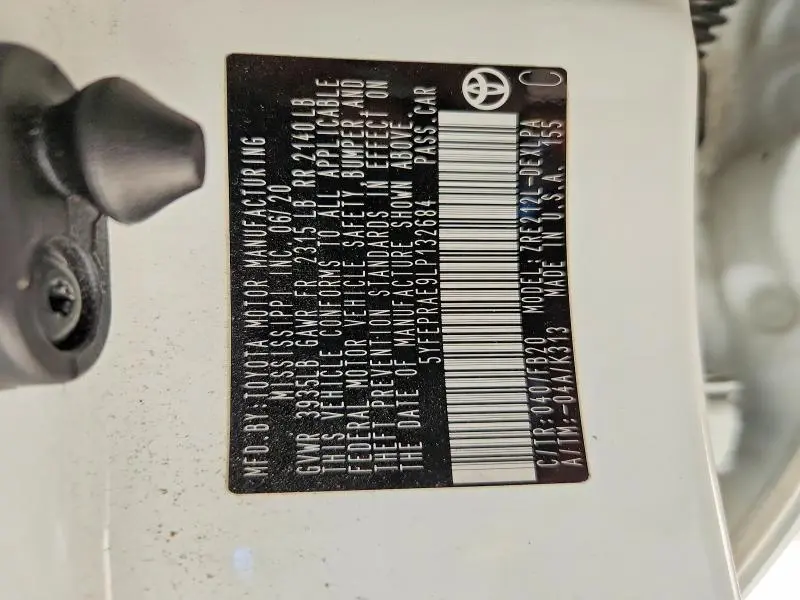 MFD.BY:TOYOTA MOTOR MANUFACTURING
MISSISSIPPI, INC. 06/20
GVWR 3935LB GAWR FR 2315 LB RR 2140LB
THIS VEHICLE CONFORMS TO ALL APPLICABLE
FEDERAL MOTOR VEHICLE SAFETY, BUMPER, AND
THEFT PREVENTION STANDARDS IN EFFECT ON
THE DATE OF MANUFACTURE SHOWN ABOVE.
5YFEPRAE9LP132684 PASS.CAR
C/TR:040/FB20 MODEL: ZRE212L-DEXLPA
A/TM:-04A/K313 MADE IN U.S.A. 155 C